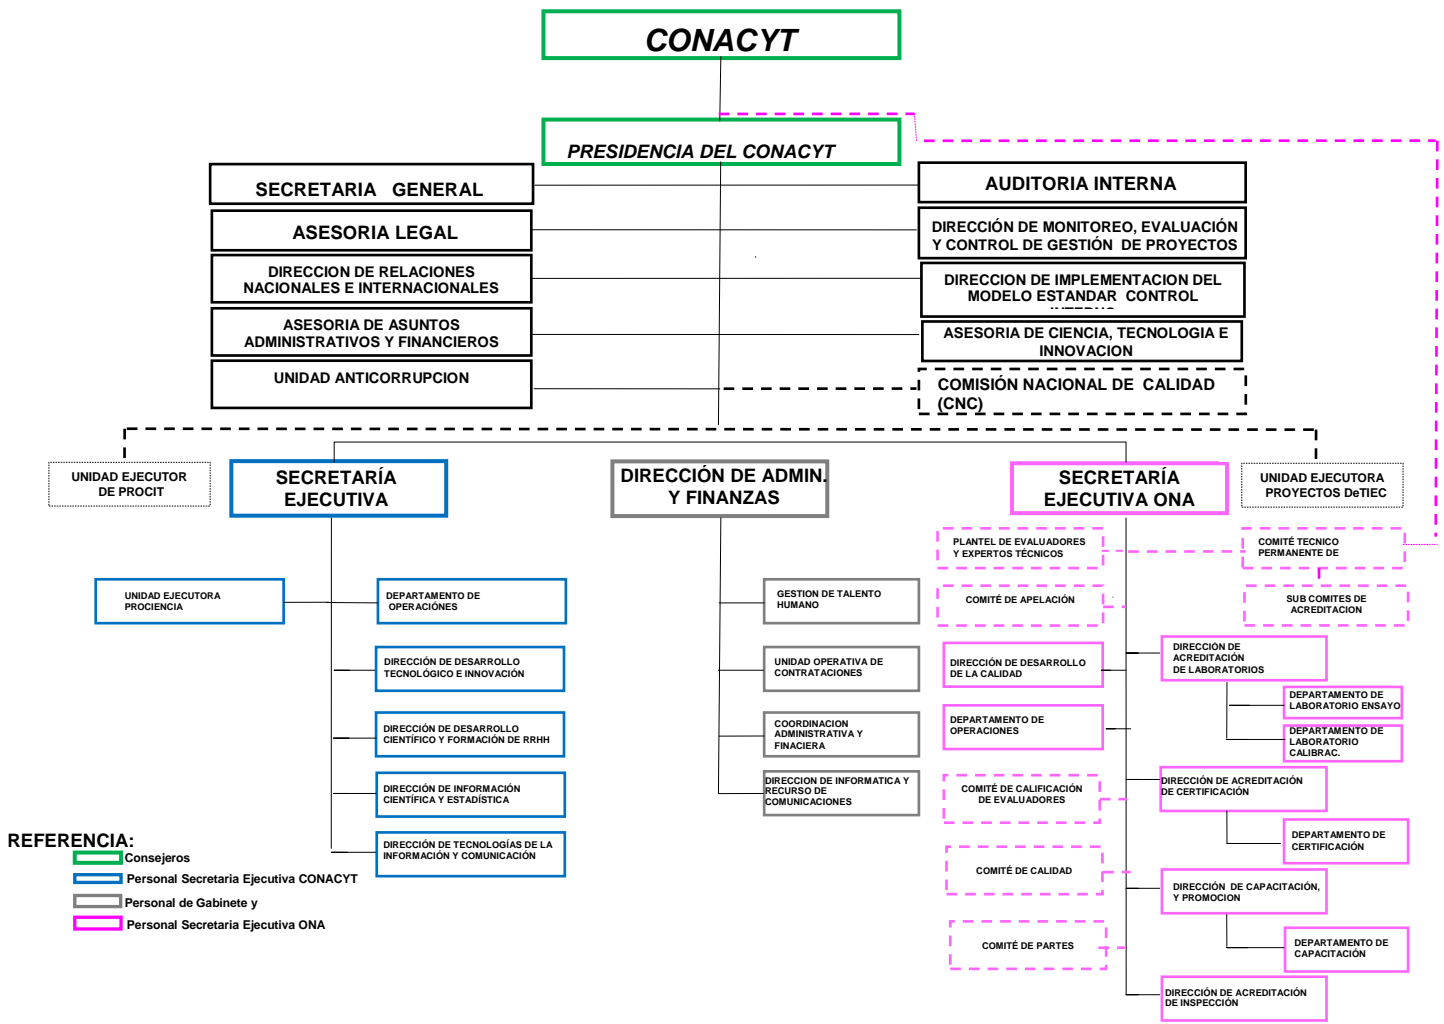 CONACYT
PRESIDENCIA DEL CONACYT
SECRETARIA GENERAL
AUDITORIA INTERNA
ASESORIA LEGAL
DIRECCIÓN DE MONITOREO, EVALUACIÓN
Y CONTROL DE GESTIÓN DE PROYECTOS
DIRECCION DE RELACIONES
NACIONALES E INTERNACIONALES
DIRECCION DE IMPLEMENTACION DEL
MODELO ESTANDAR CONTROL
ASESORIA DE ASUNTOS
ADMINISTRATIVOS Y FINANCIEROS
ASESORIA DE CIENCIA, TECNOLOGIA E
INNOVACION
UNIDAD ANTICORRUPCION
COMISIÓN NACIONAL DE CALIDAD
(CNC)
UNIDAD EJECUTOR
DE PROCIT
SECRETARÍA
EJECUTIVA
DIRECCIÓN DE ADMIN.
Y FINANZAS
SECRETARÍA
EJECUTIVA ONA
UNIDAD EJECUTORA
PROYECTOS DeTIEC
UNIDAD EJECUTORA
PROCIENCIA
DEPARTAMENTO DE
OPERACIÓNES
DIRECCIÓN DE DESARROLLO
TECNOLÓGICO E INNOVACIÓN
DIRECCIÓN DE DESARROLLO
CIENTÍFICO Y FORMACIÓN DE RRHH
DIRECCIÓN DE INFORMACIÓN
CIENTÍFICA Y ESTADÍSTICA
DIRECCIÓN DE TECNOLOGÍAS DE LA
INFORMACIÓN Y COMUNICACIÓN
GESTION DE TALENTO
HUMANO
UNIDAD OPERATIVA DE
CONTRATACIONES
COORDINACION
ADMINISTRATIVA Y
FINACIERA
DIRECCION DE INFORMATICA Y
RECURSO DE
COMUNICACIONES
PLANTEL DE EVALUADORES
Y EXPERTOS TÉCNICOS
COMITÉ TECNICO
PERMANENTE DE
COMITÉ DE APELACIÓN
SUB COMITES DE
ACREDITACION
DIRECCIÓN DE DESARROLLO
DE LA CALIDAD
DIRECCIÓN DE
ACREDITACIÓN
DE LABORATORIOS
DEPARTAMENTO DE
LABORATORIO ENSAYO
DEPARTAMENTO DE
OPERACIONES
DEPARTAMENTO DE
LABORATORIO
CALIBRAC.
COMITÉ DE CALIFICACIÓN
DE EVALUADORES
DIRECCIÓN DE ACREDITACIÓN
DE CERTIFICACIÓN
DEPARTAMENTO DE
CERTIFICACIÓN
COMITÉ DE CALIDAD
DIRECCIÓN DE CAPACITACIÓN,
Y PROMOCION
COMITÉ DE PARTES
DEPARTAMENTO DE
CAPACITACIÓN
DIRECCIÓN DE ACREDITACIÓN
DE INSPECCIÓN
REFERENCIA:
Consejeros
Personal Secretaria Ejecutiva CONACYT
Personal de Gabinete y
Personal Secretaria Ejecutiva ONA